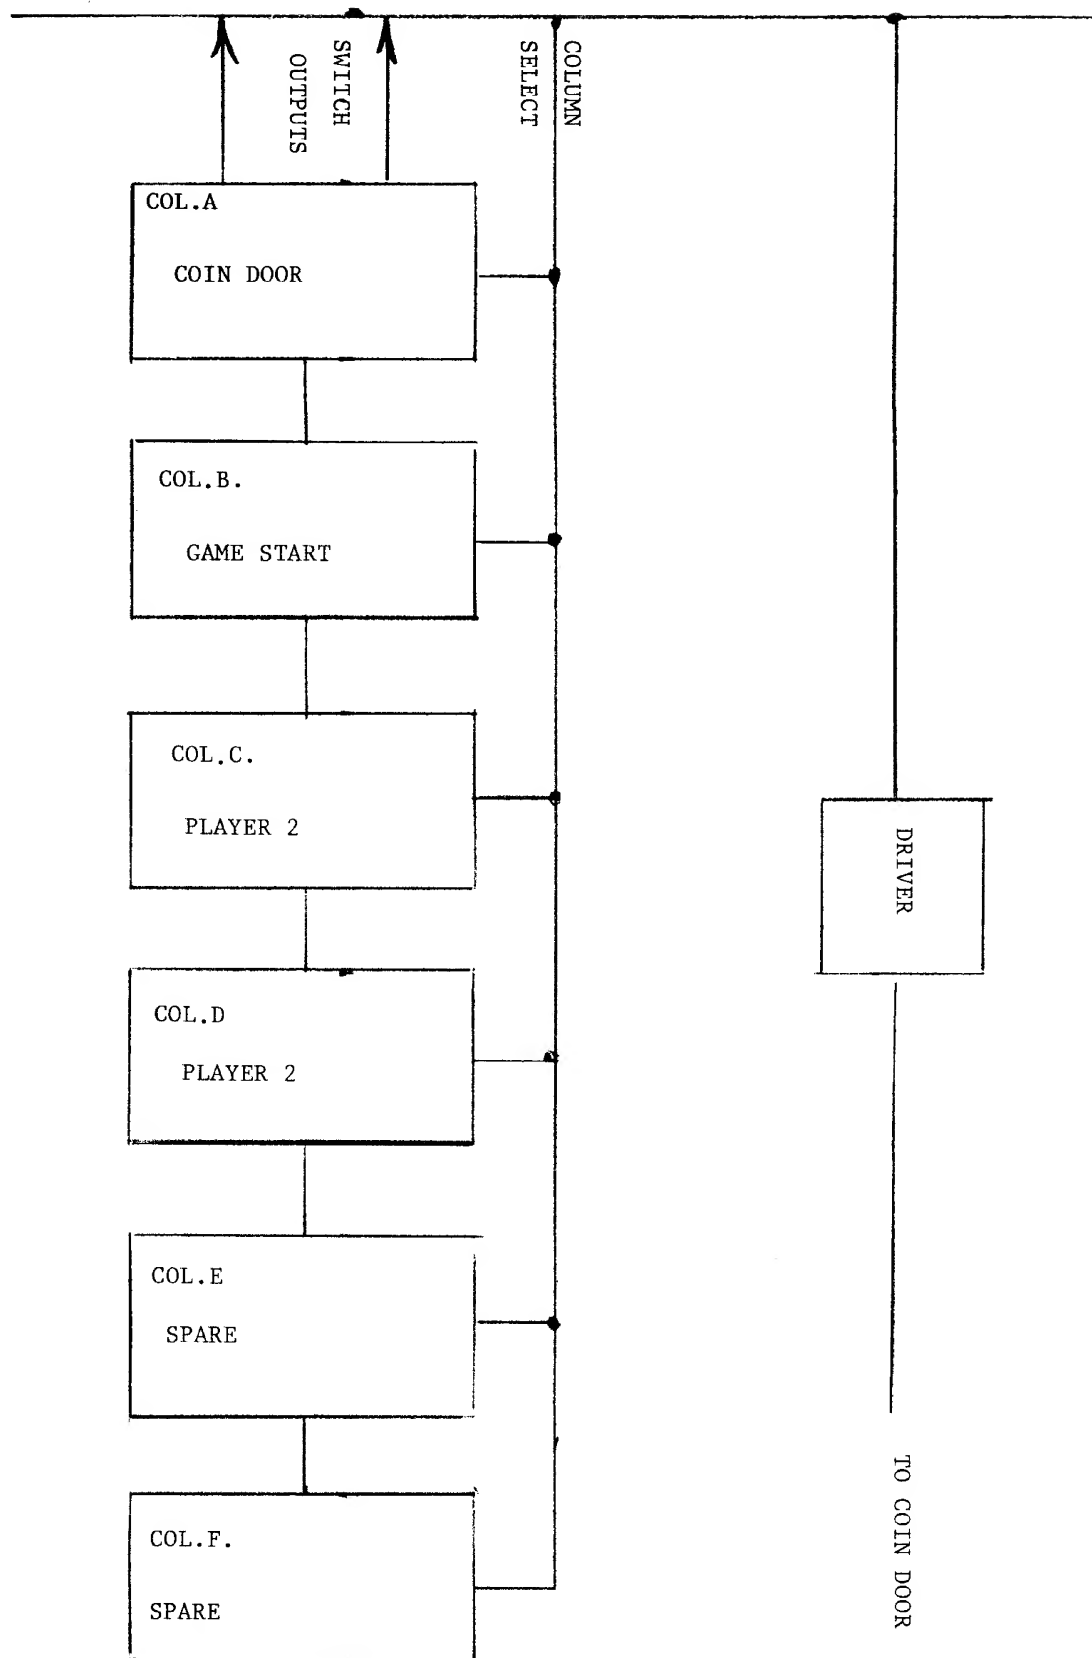 SWITCH
OUTPUTS
COLUMN
SELECT
COL.A
COIN DOOR
COL.B.
GAME START
COL.C.
PLAYER 2
COL.D
PLAYER 2
COL.E
SPARE
COL.F.
SPARE
DRIVER
TO COIN DOOR